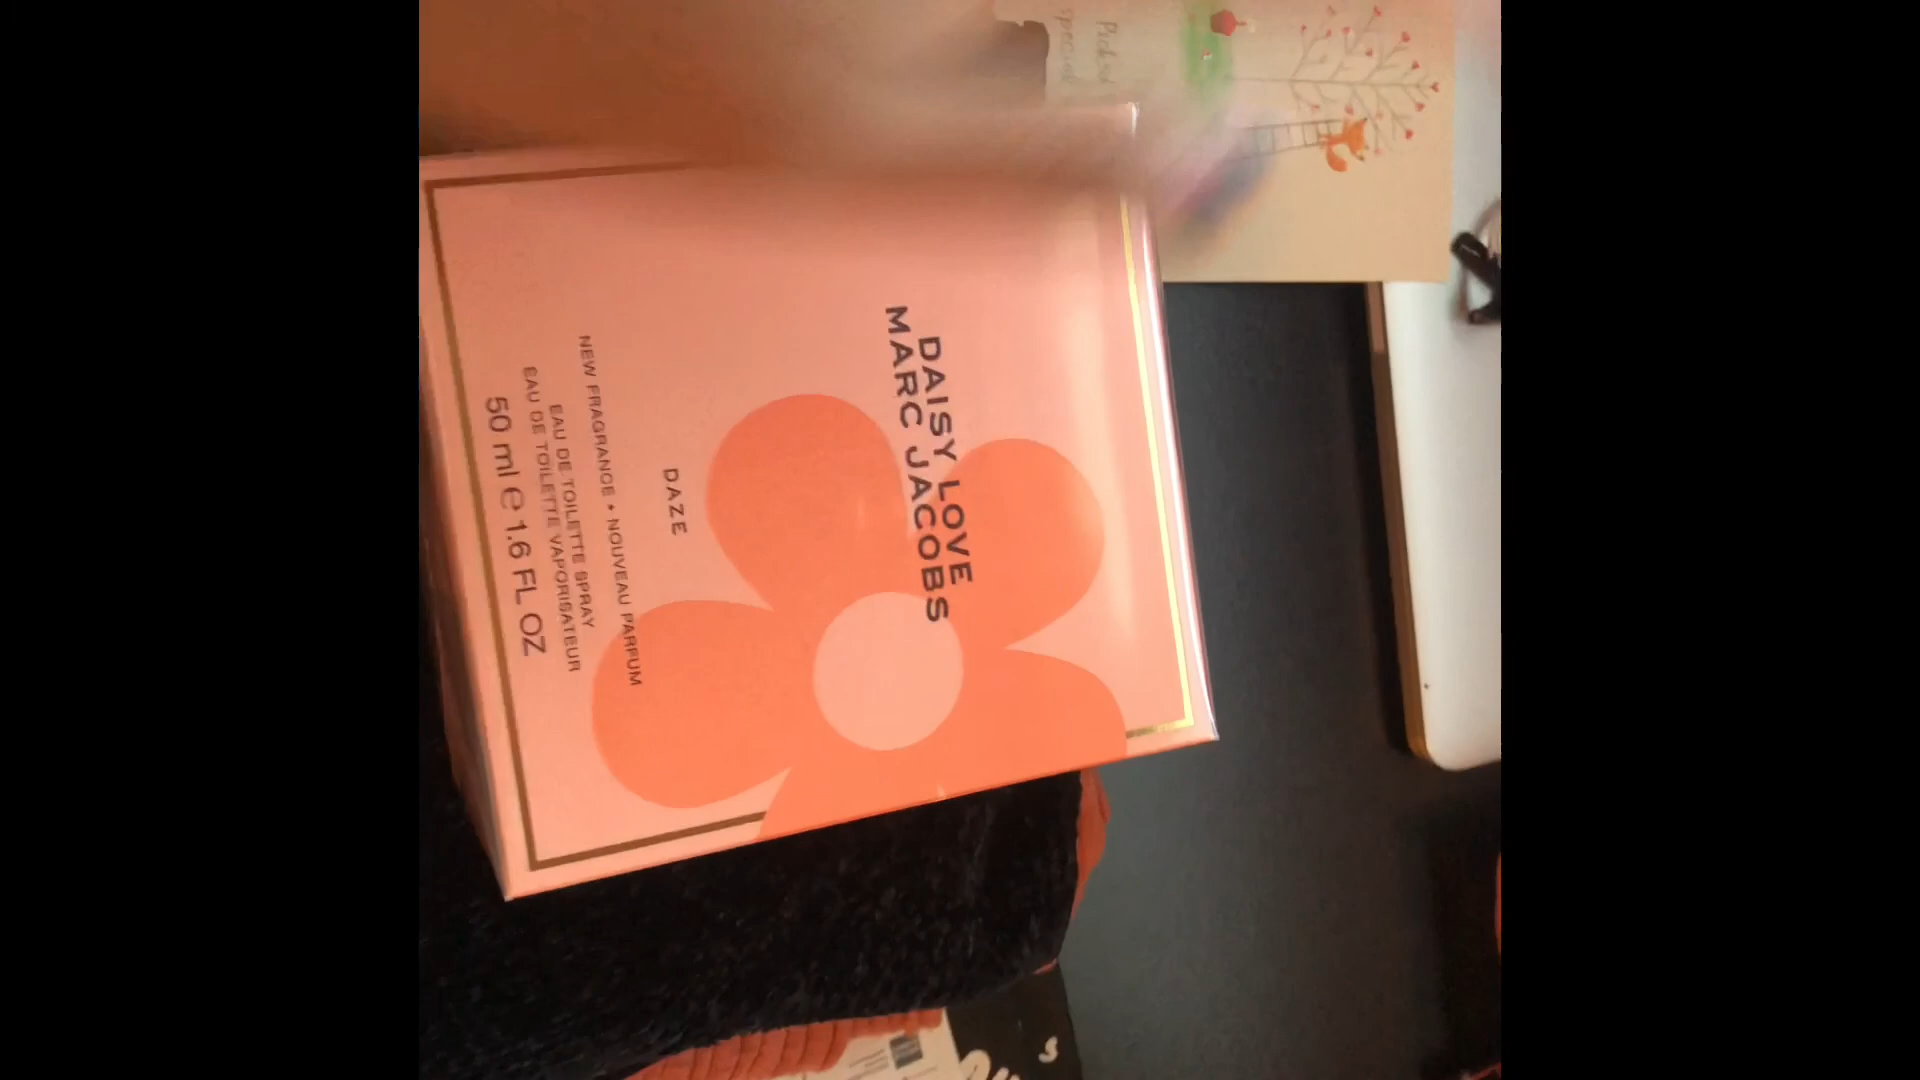 DAISY LOVE
MARC JACOBS
DAZE
NEW FRAGRANCE • NOUVEAU PARFUM
EAU DE TOILETTE SPRAY
EAU DE TOILETTE VAPORISATEUR
50 ml e 1.6 FL OZ
special